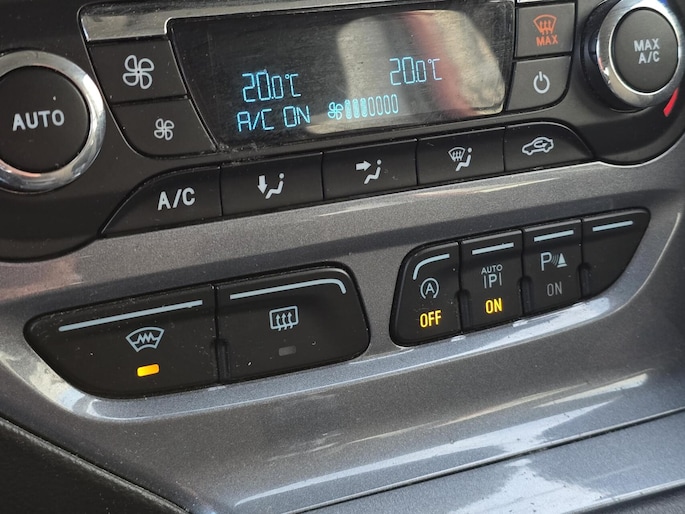 MAX
20.0°C 20.0°C
A/C ON
AUTO
MAX
A/C
A/C
A
OFF
AUTO
P
ON
P
ON